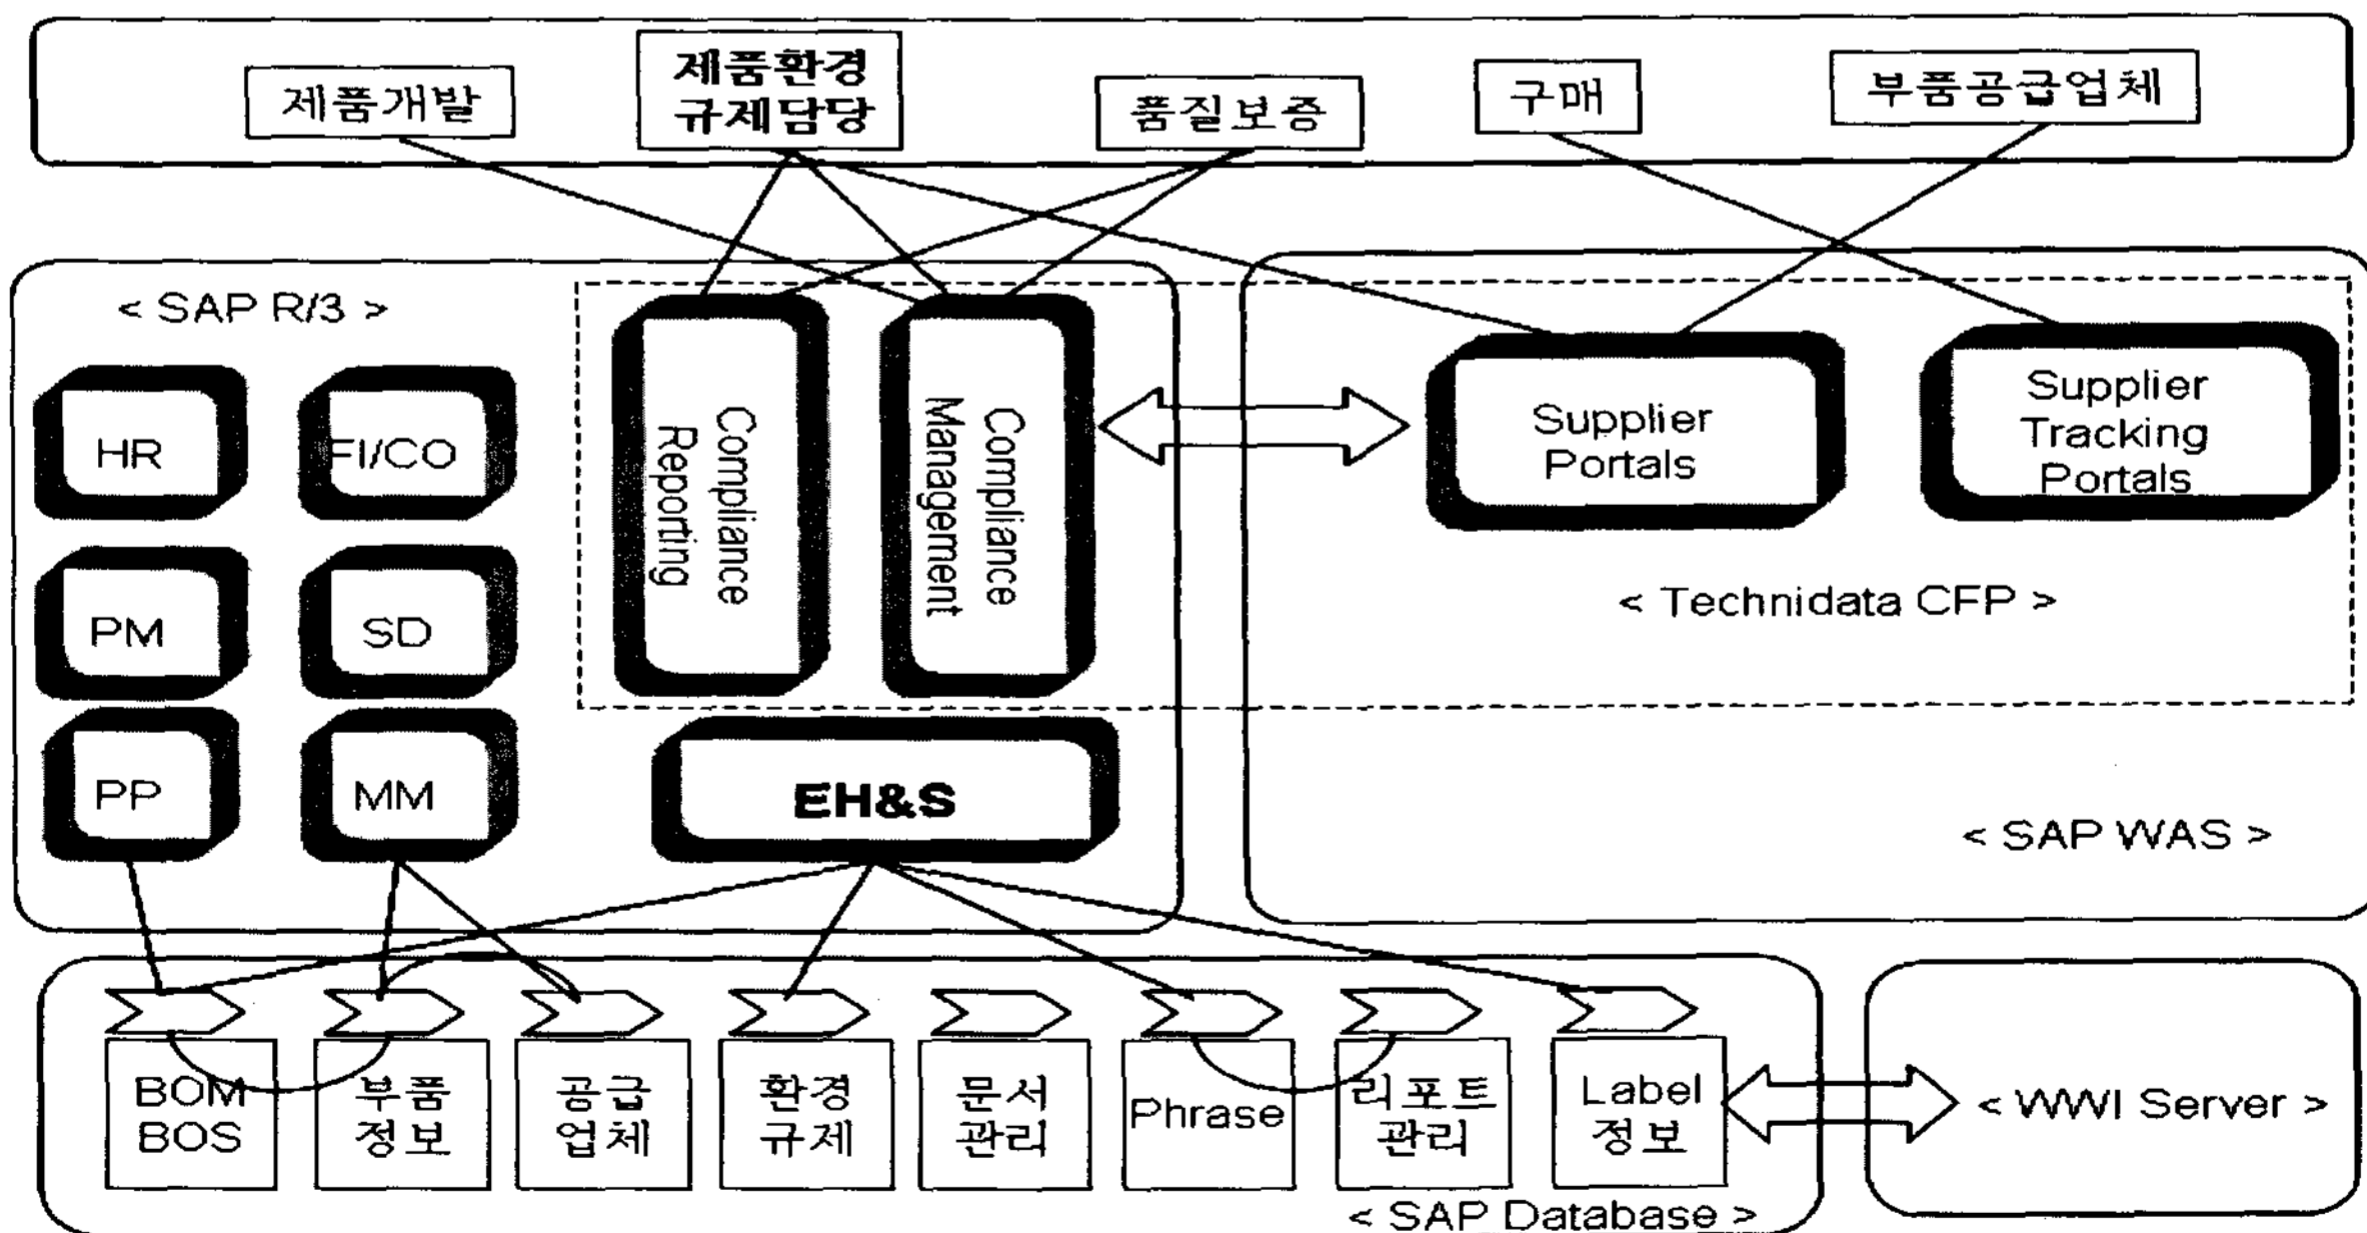 제품개발
제품환경
규제담당
품질보증
구매
부품공급업체
< SAP R/3 >
HR
FI/CO
PM
SD
PP
MM
Compliance
Reporting
Compliance
Management
EH&S
Supplier
Portals
Supplier
Tracking
Portals
< Technidata CFP >
< SAP WAS >
BOM
BOS
부품
정보
공급
업체
환경
규제
문서
관리
Phrase
리포트
관리
Label
정보
< SAP Database >
< WWI Server >